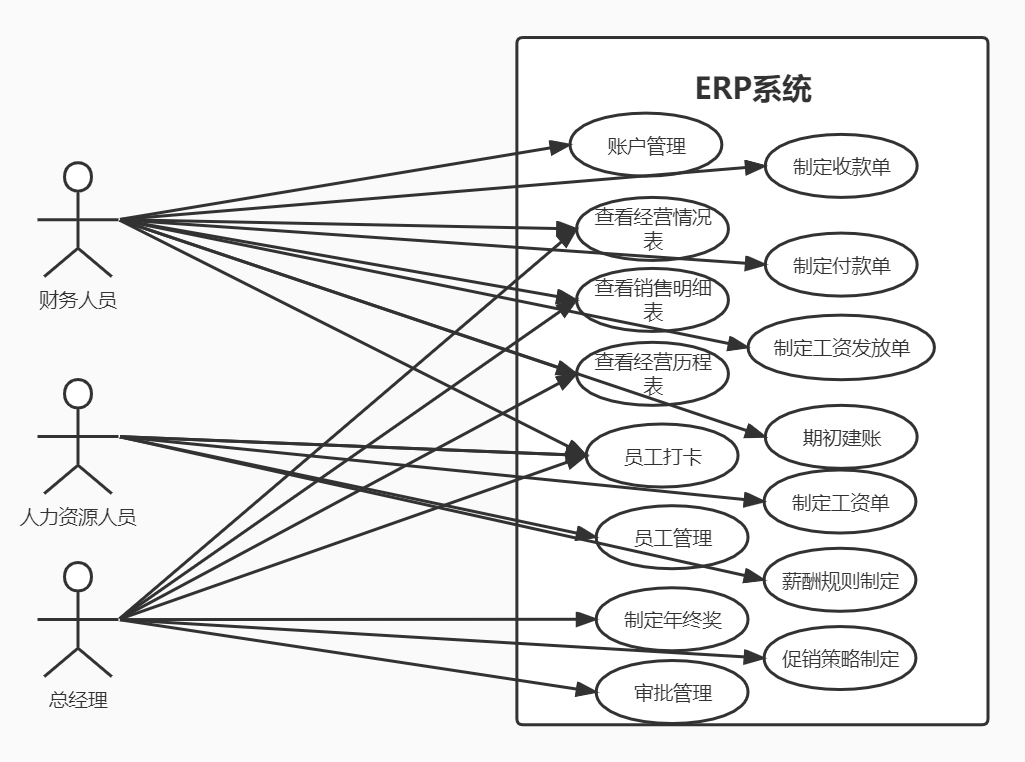 ERP系统
账户管理
制定收款单
查看经营情况
表
制定付款单
财务人员
查看销售明细
表
制定工资发放单
查看经营历程
表
期初建账
员工打卡
制定工资单
人力资源人员
员工管理
薪酬规则制定
制定年终奖
促销策略制定
总经理
审批管理